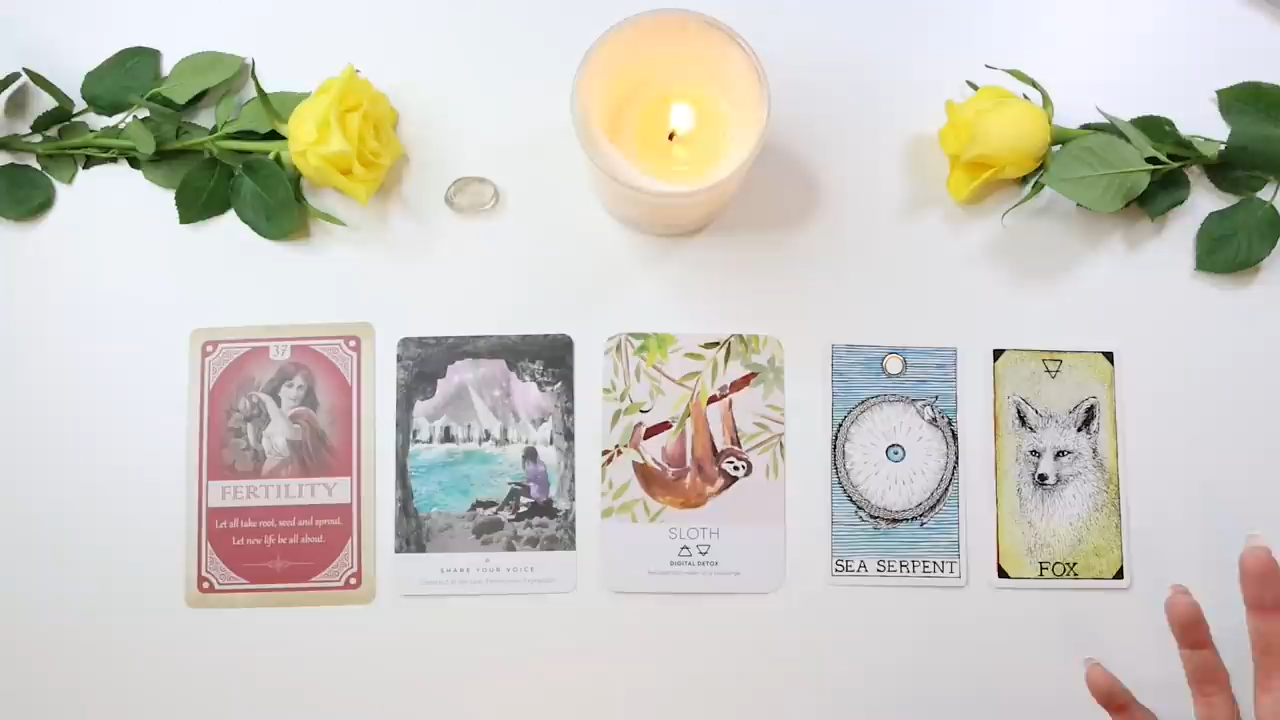 37
FERTILITY
Let all take root, seed and sprout.
Let new life be all about.
SHARE YOUR VOICE
SLOTH
DIGITAL DETOX
SEA SERPENT
FOX